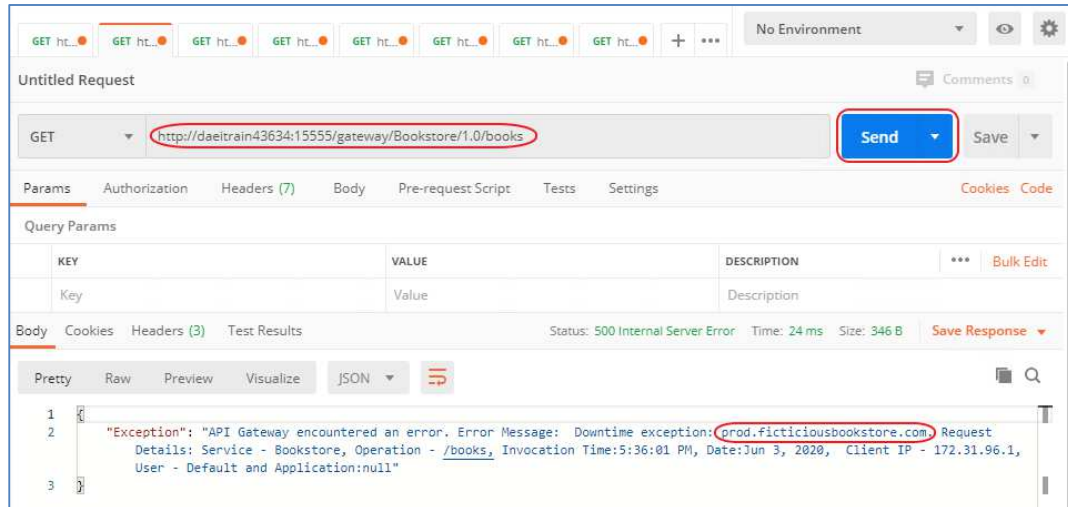 GET ht... GET ht... GET ht... GET ht... GET ht... GET ht... GET ht... GET ht... + ••• No Environment
Untitled Request Comments 0
GET http://daeitrain43634:15555/gateway/Bookstore/1.0/books Send Save
Params Authorization Headers (7) Body Pre-request Script Tests Settings Cookies Code
Query Params
KEY VALUE DESCRIPTION ••• Bulk Edit
Key Value Description
Body Cookies Headers (3) Test Results Status: 500 Internal Server Error Time: 24 ms Size: 346 B Save Response
Pretty Raw Preview Visualize JSON
1 {
2 "Exception": "API Gateway encountered an error. Error Message: Downtime exception: prod.ficticiousbookstore.com. Request
Details: Service - Bookstore, Operation - /books, Invocation Time:5:36:01 PM, Date:Jun 3, 2020, Client IP - 172.31.96.1,
User - Default and Application:null"
3 }